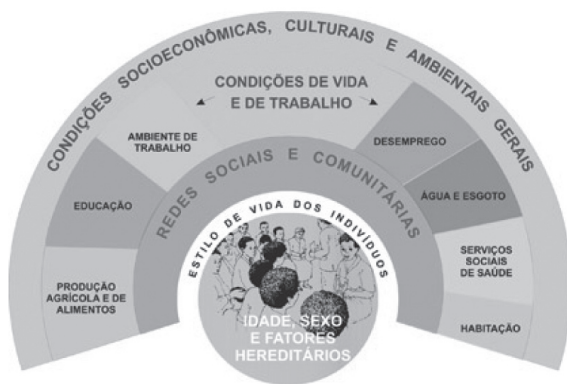 CONDIÇÕES SOCIOECONÔMICAS, CULTURAIS E AMBIENTAIS GERAIS
CONDIÇÕES DE VIDA
E DE TRABALHO
AMBIENTE DE
TRABALHO
DESEMPREGO
REDES SOCIAIS E COMUNITÁRIAS
EDUCAÇÃO
ÁGUA E ESGOTO
ESTILO DE VIDA DOS INDIVÍDUOS
SERVIÇOS
SOCIAIS
DE SAÚDE
PRODUÇÃO
AGRÍCOLA E DE
ALIMENTOS
HABITAÇÃO
IDADE, SEXO
E FATORES
HEREDITÁRIOS